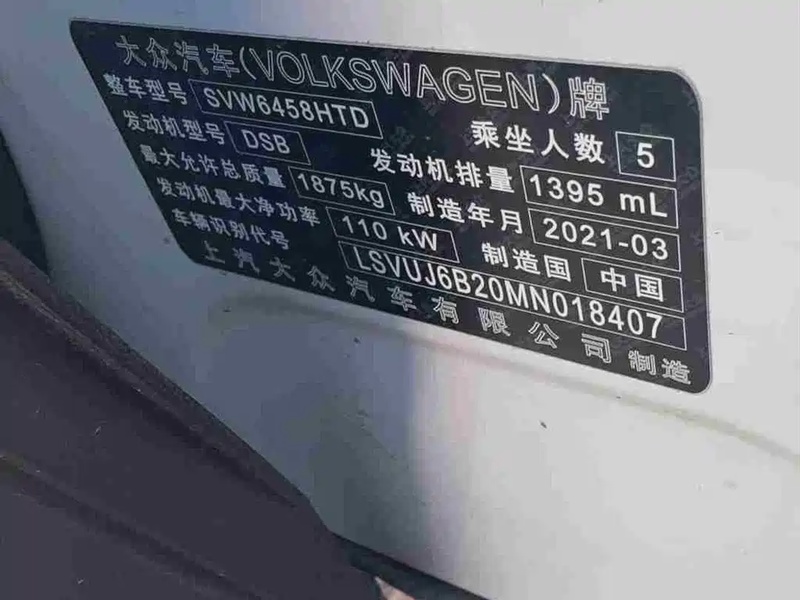 大众汽车(VOLKSWAGEN)牌
整车型号 SVW6458HTD 乘坐人数 5
发动机型号 DSB 发动机排量 1395 mL
最大允许总质量 1875kg 制造年月 2021-03
发动机最大净功率 110 kW 制造国 中国
车辆识别代号 LSVUJ6B20MN018407
上汽大众汽车有限公司制造